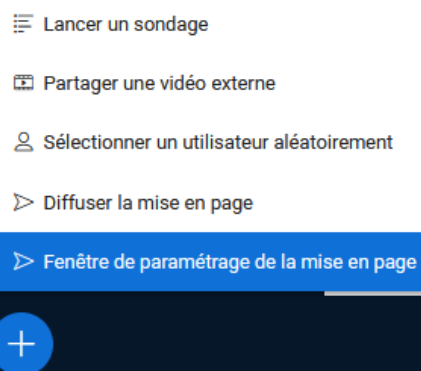 Lancer un sondage
Partager une vidéo externe
Sélectionner un utilisateur aléatoirement
Diffuser la mise en page
Fenêtre de paramétrage de la mise en page